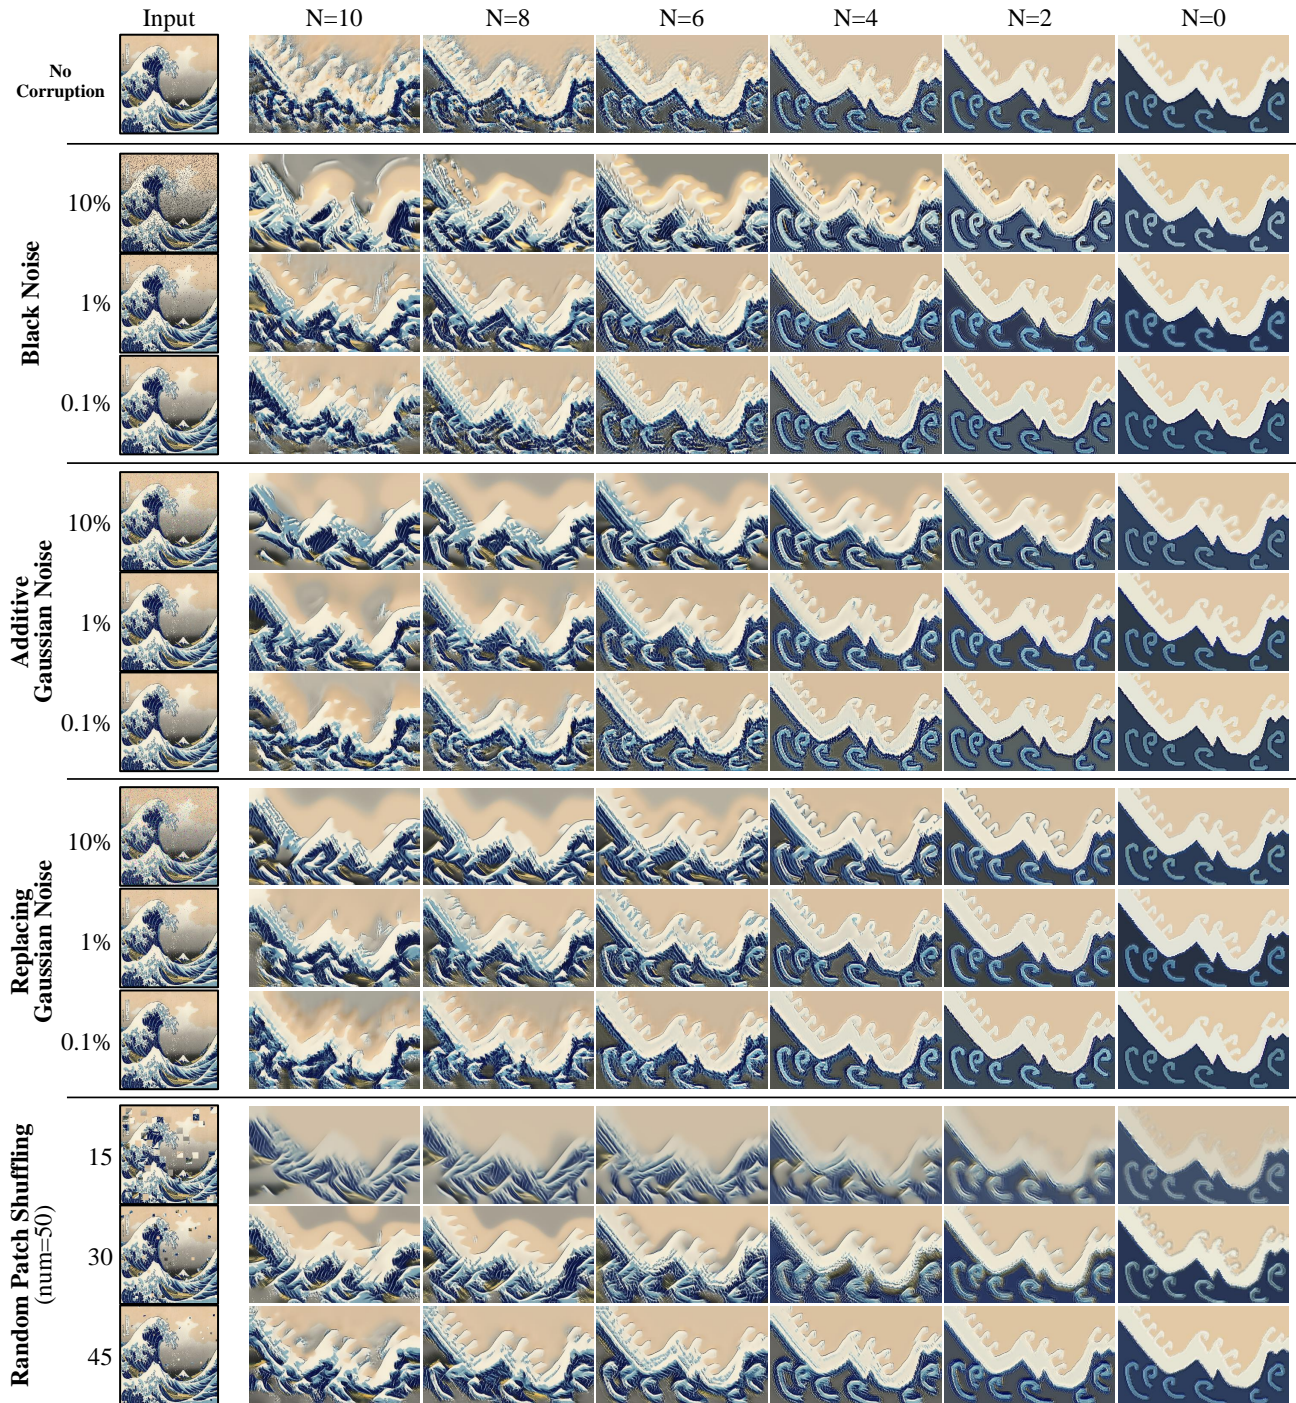 Input N=10 N=8 N=6 N=4 N=2 N=0
No
Corruption
Black Noise
10%
1%
0.1%
Additive
Gaussian Noise
10%
1%
0.1%
Replacing
Gaussian Noise
10%
1%
0.1%
Random Patch Shuffling
(num=50)
15
30
45